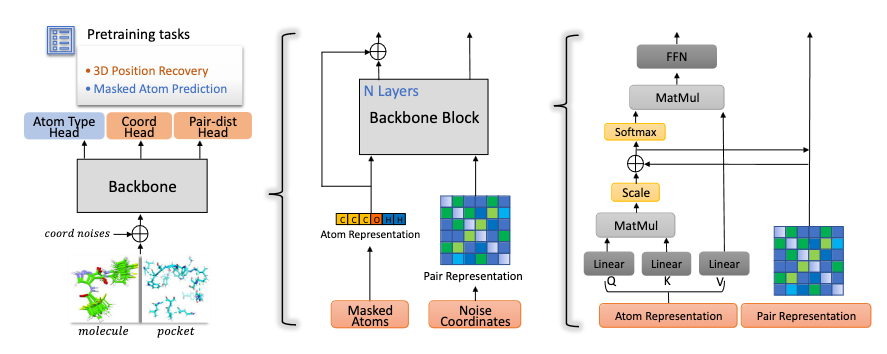 Pretraining tasks
• 3D Position Recovery
• Masked Atom Prediction
Atom Type
Head
Coord
Head
Pair-dist
Head
Backbone
coord noises
molecule
pocket
N Layers
Backbone Block
C C C O H H
Atom Representation
Pair Representation
Masked
Atoms
Noise
Coordinates
FFN
MatMul
Softmax
Scale
MatMul
Linear
Linear
Linear
Q
K
V
Atom Representation
Pair Representation